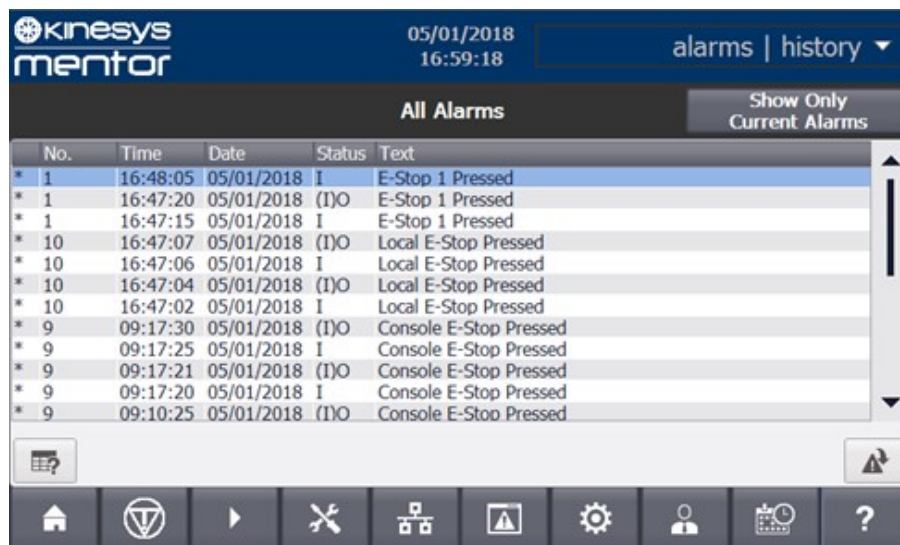 kinesys
mentor
05/01/2018
16:59:18
alarms | history
All Alarms
Show Only
Current Alarms
No. Time Date Status Text
* 1 16:48:05 05/01/2018 I E-Stop 1 Pressed
* 1 16:47:20 05/01/2018 (I)O E-Stop 1 Pressed
* 1 16:47:15 05/01/2018 I E-Stop 1 Pressed
* 10 16:47:07 05/01/2018 (I)O Local E-Stop Pressed
* 10 16:47:06 05/01/2018 I Local E-Stop Pressed
* 10 16:47:04 05/01/2018 (I)O Local E-Stop Pressed
* 10 16:47:02 05/01/2018 I Local E-Stop Pressed
* 9 09:17:30 05/01/2018 (I)O Console E-Stop Pressed
* 9 09:17:25 05/01/2018 I Console E-Stop Pressed
* 9 09:17:21 05/01/2018 (I)O Console E-Stop Pressed
* 9 09:17:20 05/01/2018 I Console E-Stop Pressed
* 9 09:10:25 05/01/2018 (I)O Console E-Stop Pressed
?
?